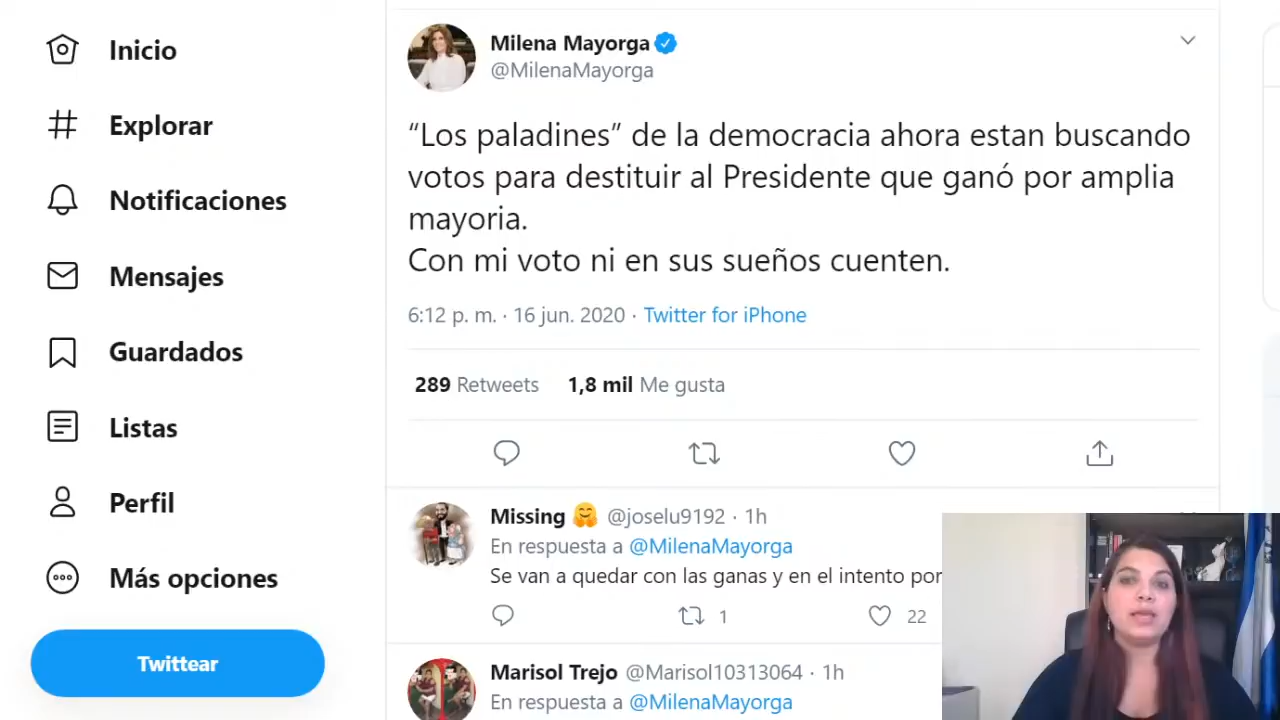 Inicio
Explorar
Notificaciones
Mensajes
Guardados
Listas
Perfil
Más opciones
Twittear
Milena Mayorga
@MilenaMayorga
“Los paladines” de la democracia ahora estan buscando
votos para destituir al Presidente que ganó por amplia
mayoria.
Con mi voto ni en sus sueños cuenten.
6:12 p. m. · 16 jun. 2020 · Twitter for iPhone
289 Retweets 1,8 mil Me gusta
Missing 🤗 @joselu9192 · 1h
En respuesta a @MilenaMayorga
Se van a quedar con las ganas y en el intento por
1 22
Marisol Trejo @Marisol10313064 · 1h
En respuesta a @MilenaMayorga